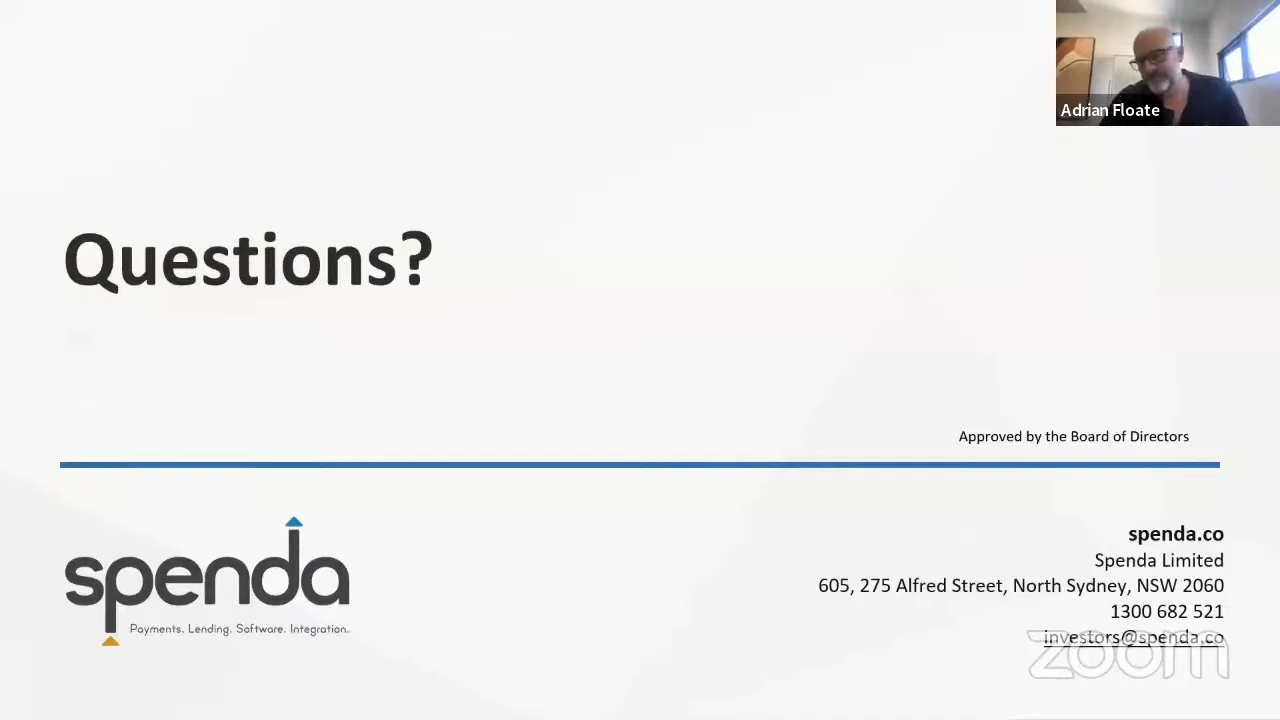 Adrian Floate
Questions?
Approved by the Board of Directors
spenda
Payments. Lending. Software. Integration.
spenda.co
Spenda Limited
605, 275 Alfred Street, North Sydney, NSW 2060
1300 682 521
investors@spenda.co
zoom